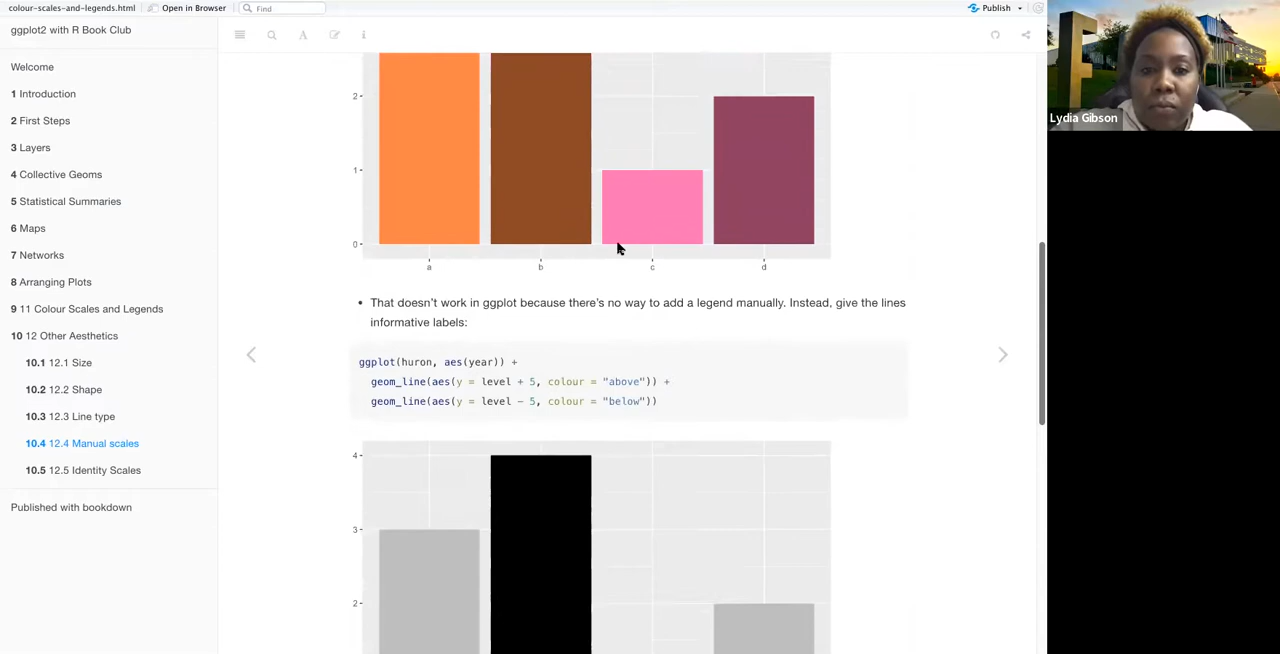 colour-scales-and-legends.html Open in Browser Find Publish
ggplot2 with R Book Club
Welcome
1 Introduction
2 First Steps
3 Layers
4 Collective Geoms
5 Statistical Summaries
6 Maps
7 Networks
8 Arranging Plots
9 11 Colour Scales and Legends
10 12 Other Aesthetics
10.1 12.1 Size
10.2 12.2 Shape
10.3 12.3 Line type
10.4 12.4 Manual scales
10.5 12.5 Identity Scales
Published with bookdown
2
1
0
a b c d
• That doesn't work in ggplot because there's no way to add a legend manually. Instead, give the lines
informative labels:
ggplot(huron, aes(year)) +
geom_line(aes(y = level + 5, colour = "above")) +
geom_line(aes(y = level - 5, colour = "below"))
4
3
2
Lydia Gibson